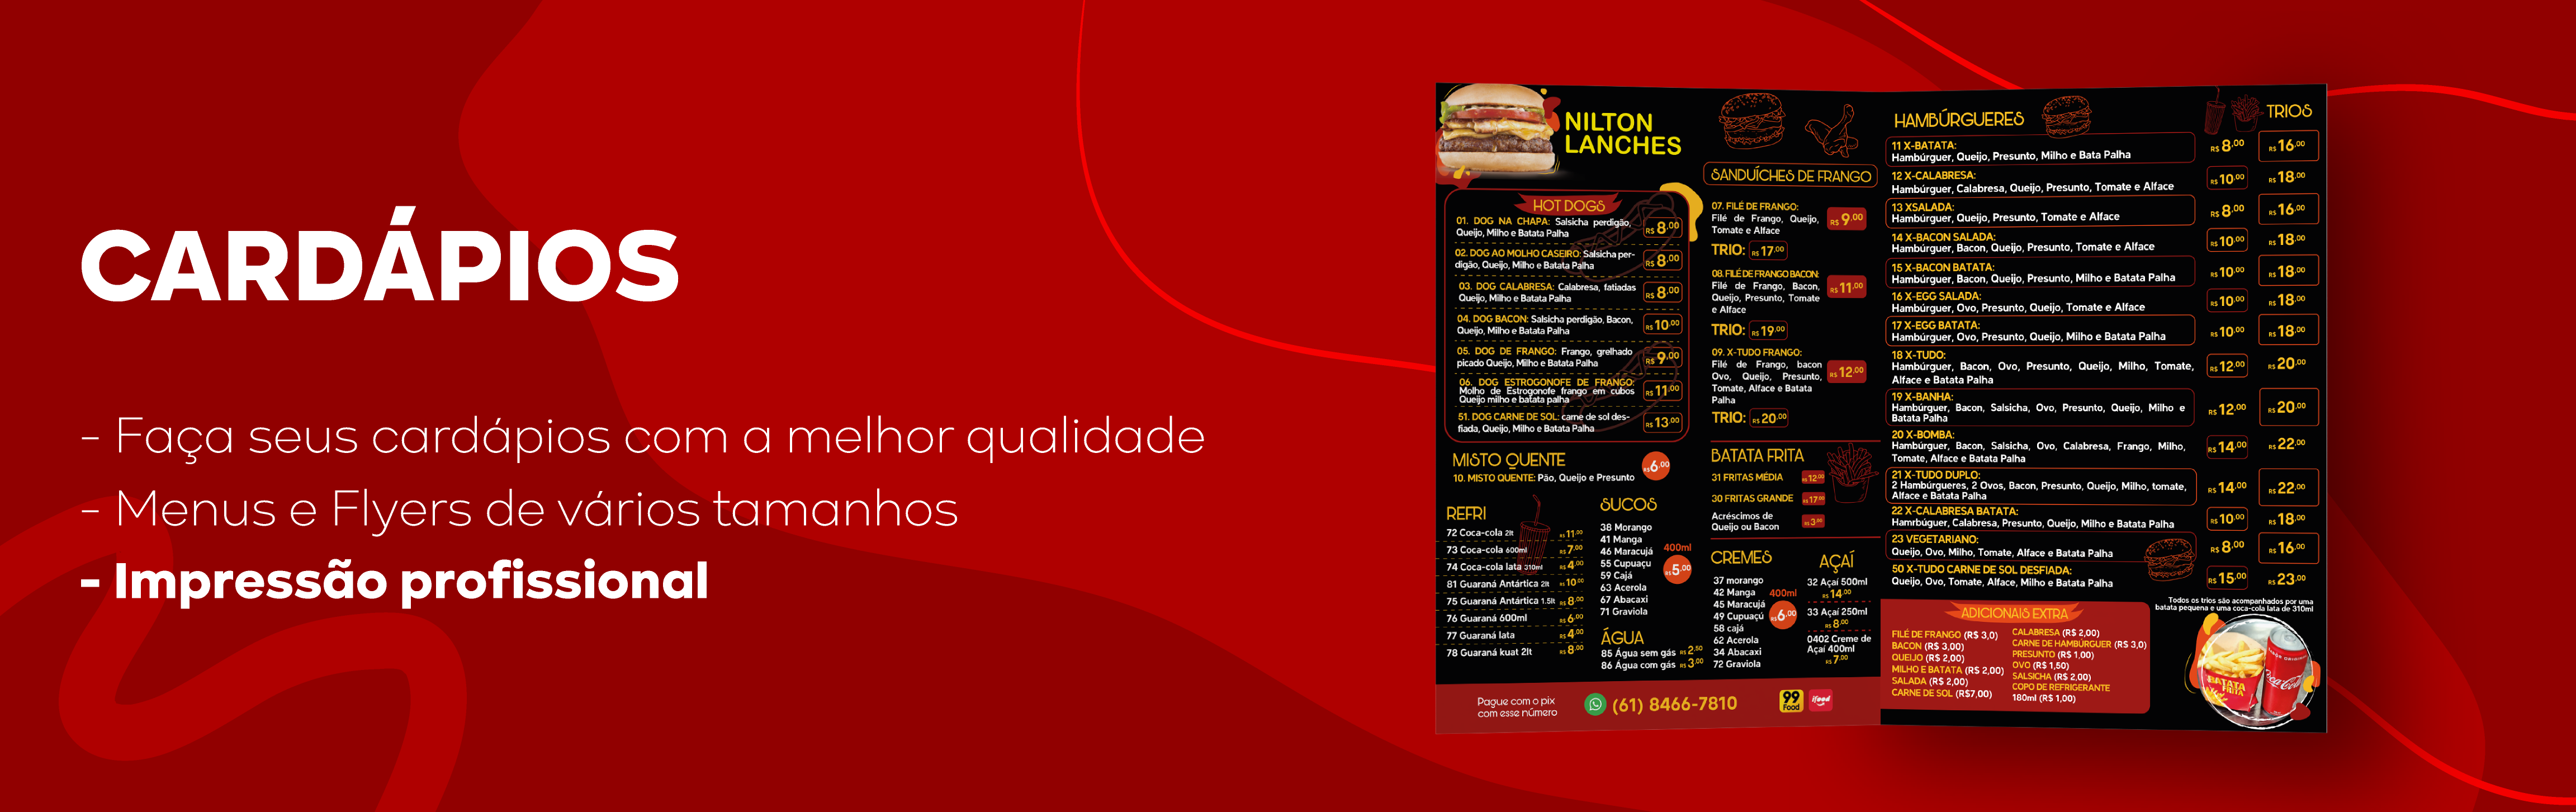 CARDÁPIOS
- Faça seus cardápios com a melhor qualidade
- Menus e Flyers de vários tamanhos
- Impressão profissional
NILTON
LANCHES
HOT DOGS
01. DOG NA CHAPA: Salsicha perdigão, R$ 8,00
Queijo, Milho e Batata Palha
02. DOG AO MOLHO CASEIRO: Salsicha per- R$ 8,00
digão, Queijo, Milho e Batata Palha
03. DOG CALABRESA: Calabresa, fatiadas R$ 8,00
Queijo, Milho e Batata Palha
04. DOG BACON: Salsicha perdigão, Bacon, R$ 10,00
Queijo, Milho e Batata Palha
05. DOG DE FRANGO: Frango, grelhado R$ 9,00
picado Queijo, Milho e Batata Palha
06. DOG ESTROGONOFE DE FRANGO: R$ 11,00
Molho de Estrogonofe frango em cubos
Queijo milho e batata palha
51. DOG CARNE DE SOL: carne de sol des- R$ 13,00
fiada, Queijo, Milho e Batata Palha
MISTO QUENTE R$ 6,00
10. MISTO QUENTE: Pão, Queijo e Presunto
REFRI
72 Coca-cola 2lt R$ 11,00
73 Coca-cola 600ml R$ 7,00
74 Coca-cola lata 310ml R$ 4,00
81 Guaraná Antártica 2lt R$ 10,00
75 Guaraná Antártica 1.5lt R$ 8,00
76 Guaraná 600ml R$ 6,00
77 Guaraná lata R$ 4,00
78 Guaraná kuat 2lt R$ 8,00
SUCOS
38 Morango
41 Manga
46 Maracujá
55 Cupuaçu
59 Cajá
63 Acerola
67 Abacaxi
71 Graviola
400ml
R$ 5,00
ÁGUA
85 Água sem gás R$ 2,50
86 Água com gás R$ 3,00
SANDUÍCHES DE FRANGO
07. FILÉ DE FRANGO: R$ 9,00
Filé de Frango, Queijo,
Tomate e Alface
TRIO: R$ 17,00
08. FILÉ DE FRANGO BACON: R$ 11,00
Filé de Frango, Bacon,
Queijo, Presunto, Tomate
e Alface
TRIO: R$ 19,00
09. X-TUDO FRANGO: R$ 12,00
Filé de Frango, bacon
Ovo, Queijo, Presunto,
Tomate, Alface e Batata
Palha
TRIO: R$ 20,00
BATATA FRITA
31 FRITAS MÉDIA R$ 12,00
30 FRITAS GRANDE R$ 17,00
Acréscimos de R$ 3,00
Queijo ou Bacon
CREMES
37 morango
42 Manga
45 Maracujá
49 Cupuaçú
58 cajá
62 Acerola
34 Abacaxi
72 Graviola
400ml
R$ 6,00
AÇAÍ
32 Açaí 500ml
R$ 14,00
33 Açaí 250ml
R$ 8,00
0402 Creme de
Açaí 400ml
R$ 7,00
Pague com o pix
com esse número
(61) 8466-7810
99
Food
ifood
HAMBÚRGUERES TRIOS
11 X-BATATA: R$ 8,00 R$ 16,00
Hambúrguer, Queijo, Presunto, Milho e Bata Palha
12 X-CALABRESA: R$ 10,00 R$ 18,00
Hambúrguer, Calabresa, Queijo, Presunto, Tomate e Alface
13 XSALADA: R$ 8,00 R$ 16,00
Hambúrguer, Queijo, Presunto, Tomate e Alface
14 X-BACON SALADA: R$ 10,00 R$ 18,00
Hambúrguer, Bacon, Queijo, Presunto, Tomate e Alface
15 X-BACON BATATA: R$ 10,00 R$ 18,00
Hambúrguer, Bacon, Queijo, Presunto, Milho e Batata Palha
16 X-EGG SALADA: R$ 10,00 R$ 18,00
Hambúrguer, Ovo, Presunto, Queijo, Tomate e Alface
17 X-EGG BATATA: R$ 10,00 R$ 18,00
Hambúrguer, Ovo, Presunto, Queijo, Milho e Batata Palha
18 X-TUDO: R$ 12,00 R$ 20,00
Hambúrguer, Bacon, Ovo, Presunto, Queijo, Milho, Tomate,
Alface e Batata Palha
19 X-BANHA: R$ 12,00 R$ 20,00
Hambúrguer, Bacon, Salsicha, Ovo, Presunto, Queijo, Milho e
Batata Palha
20 X-BOMBA: R$ 14,00 R$ 22,00
Hambúrguer, Bacon, Salsicha, Ovo, Calabresa, Frango, Milho,
Tomate, Alface e Batata Palha
21 X-TUDO DUPLO: R$ 14,00 R$ 22,00
2 Hambúrgueres, 2 Ovos, Bacon, Presunto, Queijo, Milho, tomate,
Alface e Batata Palha
22 X-CALABRESA BATATA: R$ 10,00 R$ 18,00
Hamrbúguer, Calabresa, Presunto, Queijo, Milho e Batata Palha
23 VEGETARIANO: R$ 8,00 R$ 16,00
Queijo, Ovo, Milho, Tomate, Alface e Batata Palha
50 X-TUDO CARNE DE SOL DESFIADA: R$ 15,00 R$ 23,00
Queijo, Ovo, Tomate, Alface, Milho e Batata Palha
Todos os trios são acompanhados por uma
batata pequena e uma coca-cola lata de 310ml
ADICIONAIS EXTRA
FILÉ DE FRANGO (R$ 3,0)
BACON (R$ 3,00)
QUEIJO (R$ 2,00)
MILHO E BATATA (R$ 2,00)
SALADA (R$ 2,00)
CARNE DE SOL (R$7,00)
CALABRESA (R$ 2,00)
CARNE DE HAMBÚRGUER (R$ 3,0)
PRESUNTO (R$ 1,00)
OVO (R$ 1,50)
SALSICHA (R$ 2,00)
COPO DE REFRIGERANTE
180ml (R$ 1,00)
BATATA
FRITA
Coca-Cola